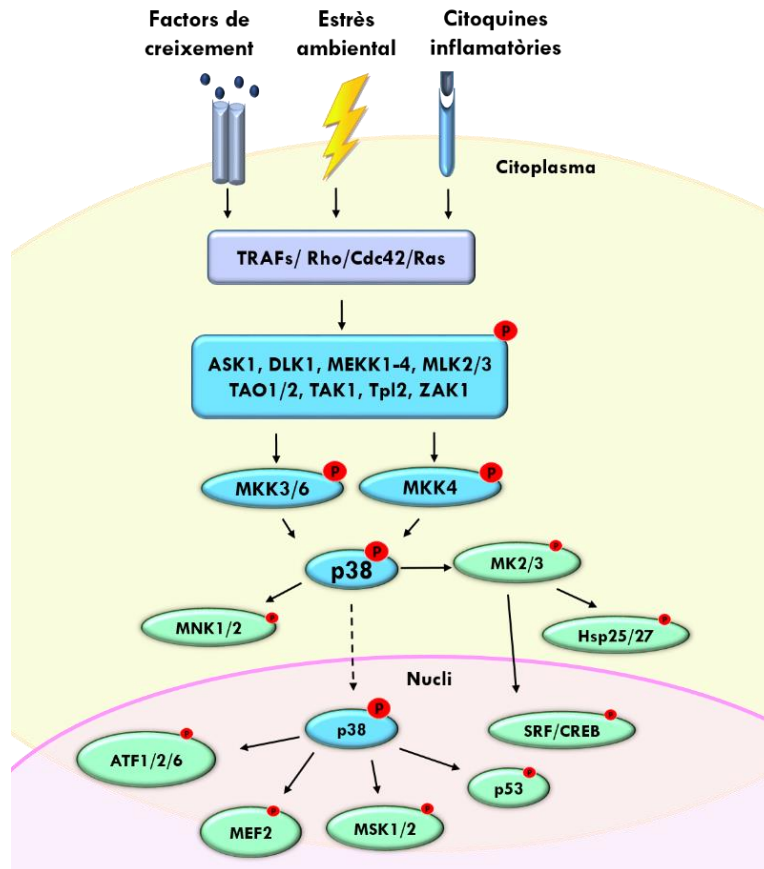 Factors de
creixement
Estrès
ambiental
Citoquines
inflamatòries
Citoplasma
TRAFs/ Rho/Cdc42/Ras
P
ASK1, DLK1, MEKK1-4, MLK2/3
TAO1/2, TAK1, Tpl2, ZAK1
P
MKK3/6
P
MKK4
P
p38
P
MK2/3
P
MNK1/2
P
Hsp25/27
Nucli
P
p38
P
SRF/CREB
P
ATF1/2/6
P
p53
P
MEF2
P
MSK1/2